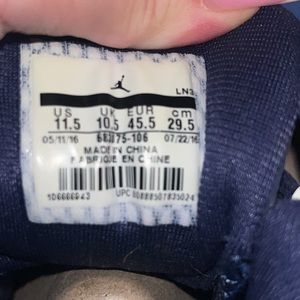 LN3
US UK EUR cm
11.5 10.5 45.5 29.5
05/11/16 07/22/16
MADE IN CHINA
FABRIQUE EN CHINE